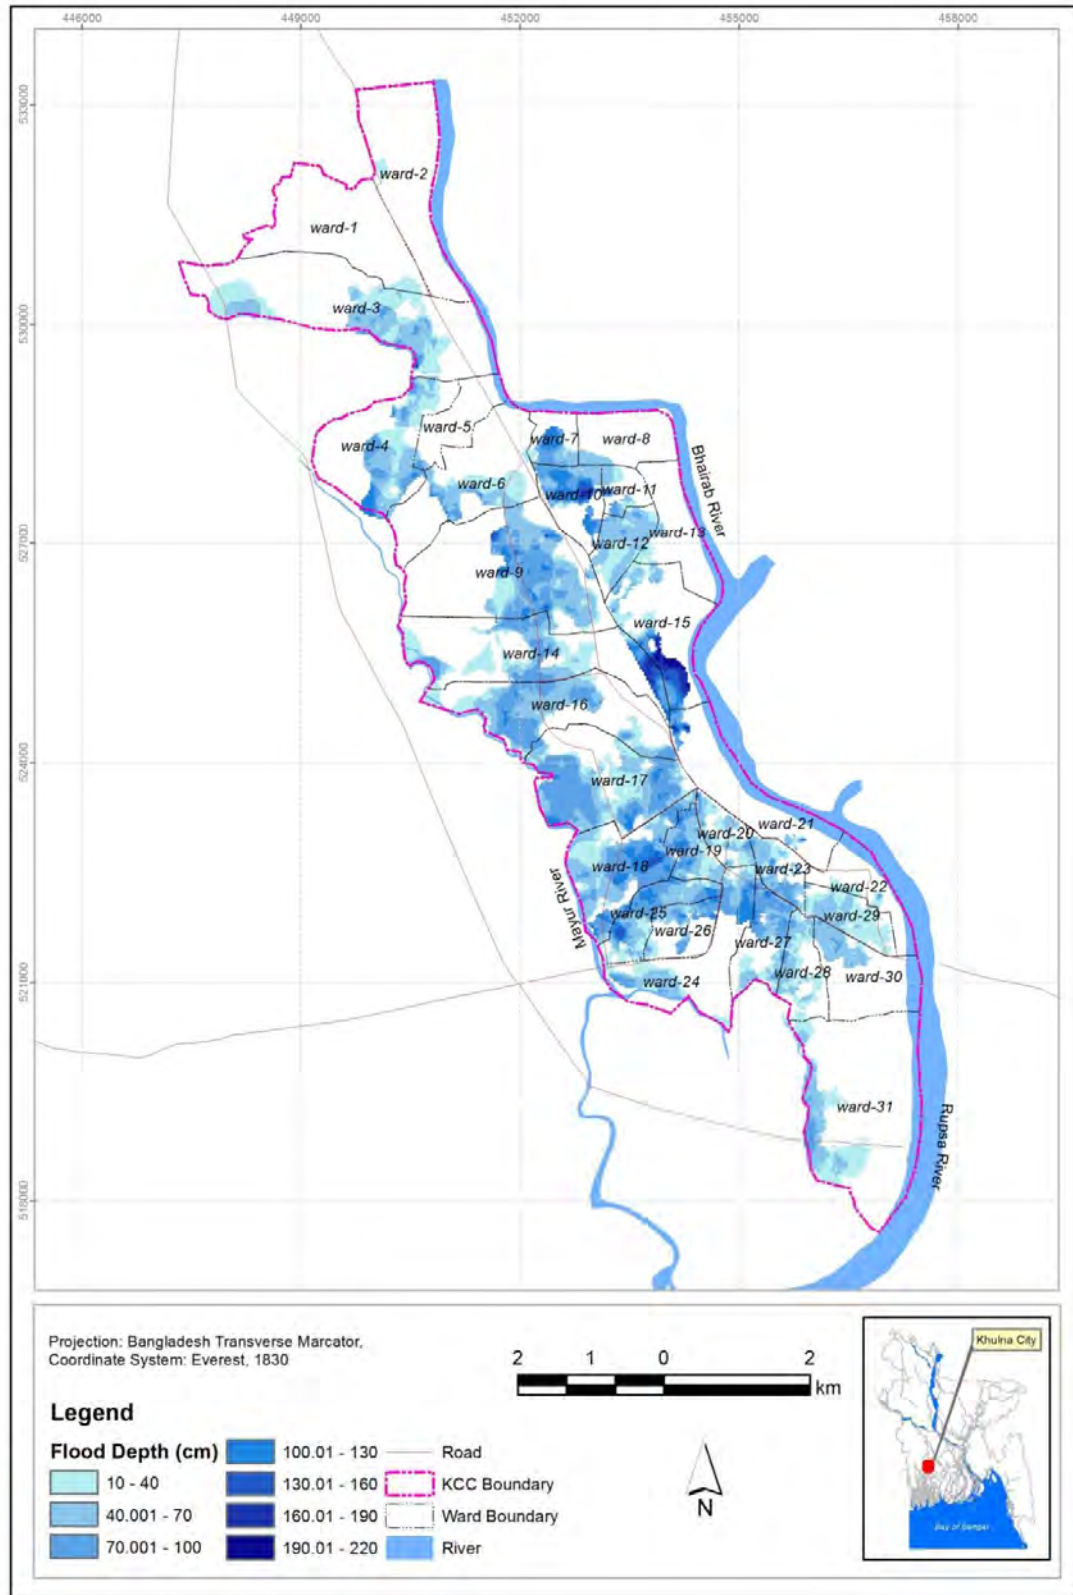 446000
449000
452000
455000
458000
533000
530000
527000
524000
521000
518000
ward-2
ward-1
ward-3
ward-5
ward-4
ward-7
ward-8
ward-6
ward-10
ward-11
Bhairab River
ward-13
ward-12
ward-9
ward-15
ward-14
ward-16
ward-17
ward-21
ward-20
ward-19
ward-18
ward-23
ward-22
Mayur River
ward-25
ward-29
ward-26
ward-27
ward-24
ward-28
ward-30
ward-31
Rupsa River
Projection: Bangladesh Transverse Marcator,
Coordinate System: Everest, 1830
2 1 0 2
km
Khulna City
Bay of Bengal
N
Legend
Flood Depth (cm)
10 - 40
40.001 - 70
70.001 - 100
100.01 - 130
130.01 - 160
160.01 - 190
190.01 - 220
Road
KCC Boundary
Ward Boundary
River